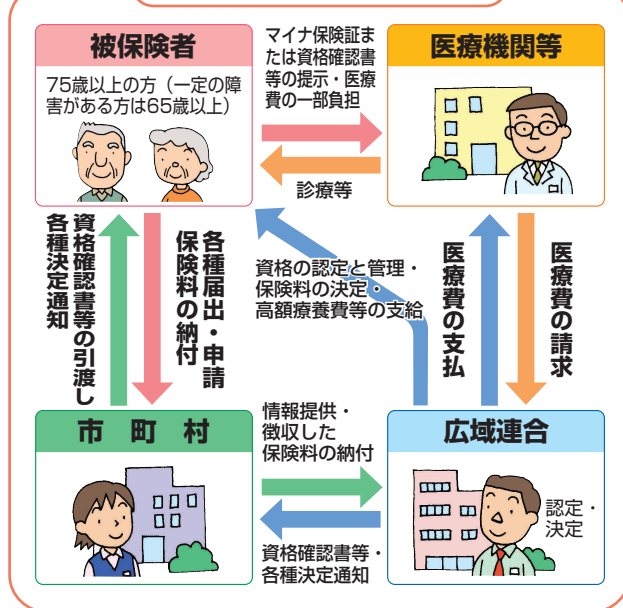 被保険者
75歳以上の方（一定の障
害がある方は65歳以上）
マイナ保険証ま
たは資格確認書
等の提示・医療
費の一部負担
診療等
医療機関等
資格確認書等の引渡し
各種決定通知
各種届出・申請
保険料の納付
資格の認定と管理・
保険料の決定・
高額療養費等の支給
医療費の支払
医療費の請求
市町村
情報提供・
徴収した
保険料の納付
資格確認書等・
各種決定通知
広域連合
認定・
決定